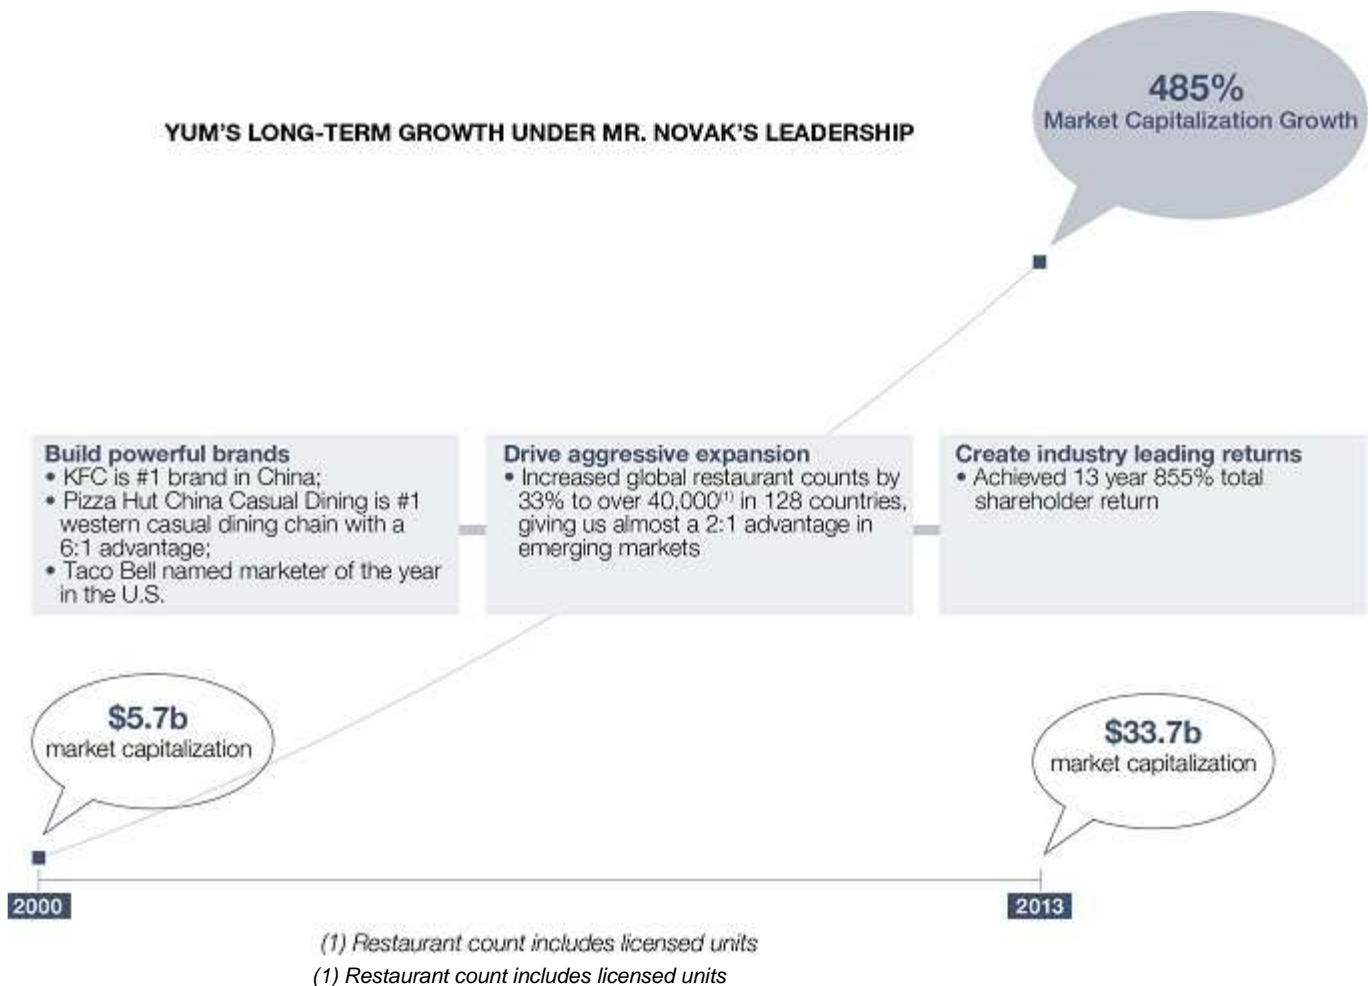 485%
Market Capitalization Growth
YUM'S LONG-TERM GROWTH UNDER MR. NOVAK'S LEADERSHIP
Build powerful brands
• KFC is #1 brand in China;
• Pizza Hut China Casual Dining is #1
western casual dining chain with a
6:1 advantage;
• Taco Bell named marketer of the year
in the U.S.
Drive aggressive expansion
• Increased global restaurant counts by
33% to over 40,000(1) in 128 countries,
giving us almost a 2:1 advantage in
emerging markets
Create industry leading returns
• Achieved 13 year 855% total
shareholder return
$5.7b
market capitalization
$33.7b
market capitalization
2000
2013
(1) Restaurant count includes licensed units
(1) Restaurant count includes licensed units